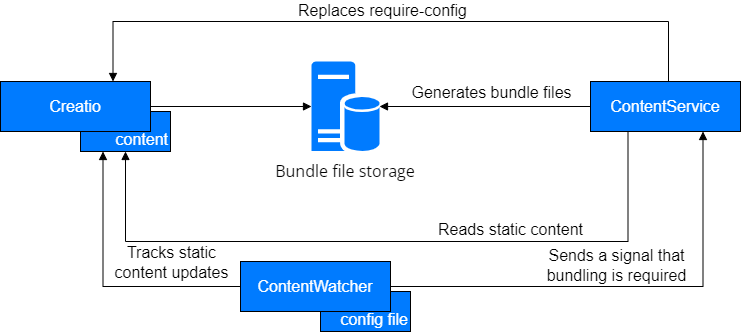 Replaces require-config
Creatio
content
Generates bundle files
ContentService
Bundle file storage
Reads static content
Tracks static
content updates
Sends a signal that
bundling is required
ContentWatcher
config file